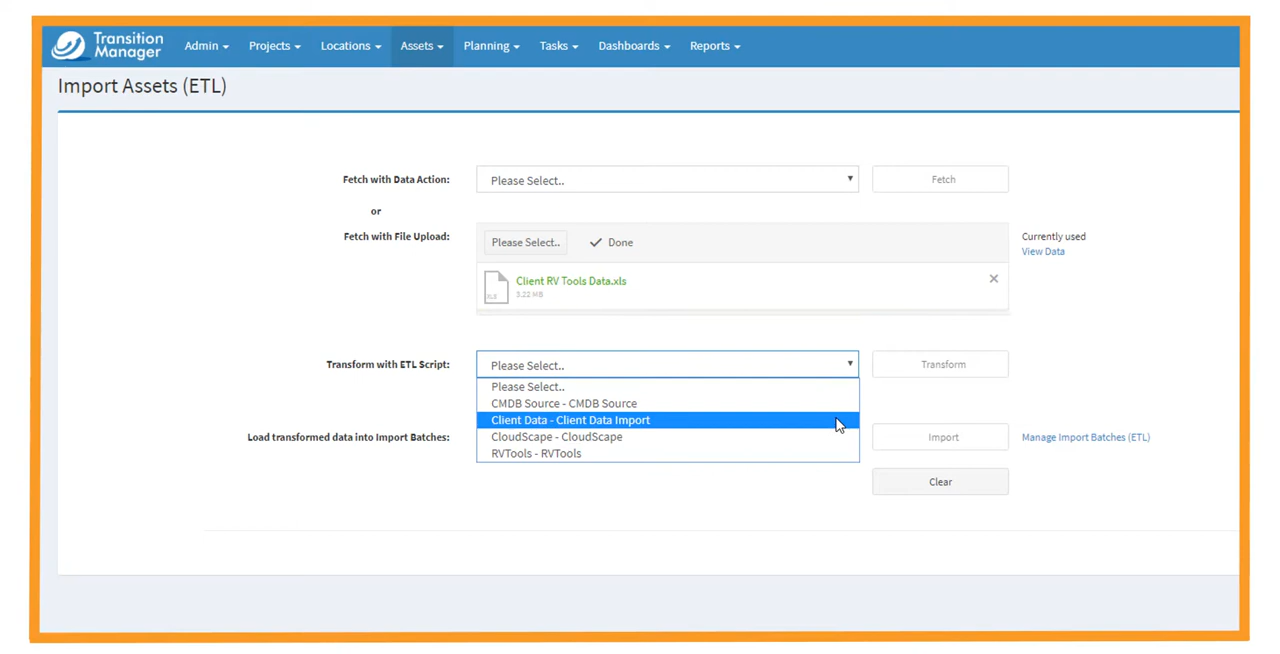 Transition Manager
Admin Projects Locations Assets Planning Tasks Dashboards Reports
Import Assets (ETL)
Fetch with Data Action: Please Select.. Fetch
or
Fetch with File Upload: Please Select.. Done Currently used
View Data
Client RV Tools Data.xls
XLS 3.22 MB
Transform with ETL Script: Please Select.. Transform
Please Select..
CMDB Source - CMDB Source
Client Data - Client Data Import
CloudScape - CloudScape
RVTools - RVTools
Load transformed data into Import Batches: Import Manage Import Batches (ETL)
Clear